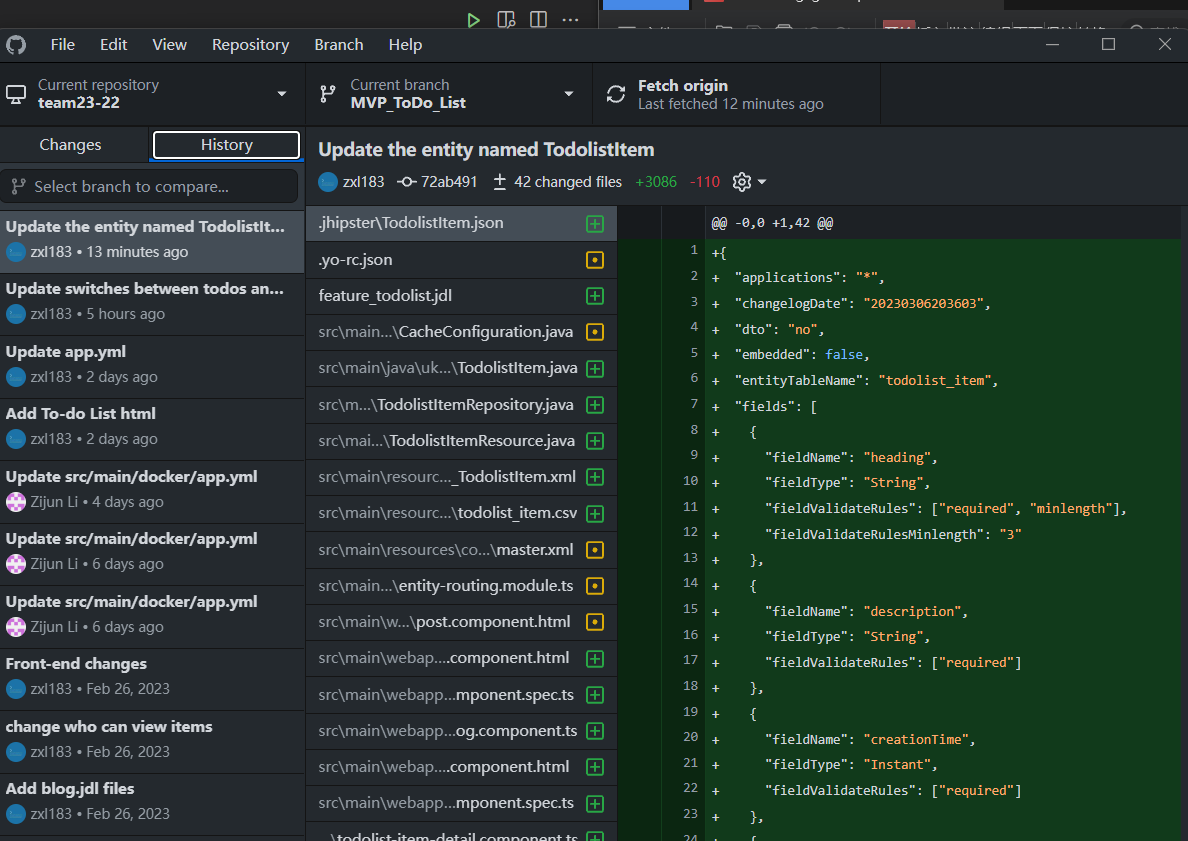 File Edit View Repository Branch Help
Current repository
team23-22
Current branch
MVP_ToDo_List
Fetch origin
Last fetched 12 minutes ago
Changes
History
Select branch to compare...
Update the entity named TodolistIt...
zxl183 • 13 minutes ago
Update switches between todos an...
zxl183 • 5 hours ago
Update app.yml
zxl183 • 2 days ago
Add To-do List html
zxl183 • 2 days ago
Update src/main/docker/app.yml
Zijun Li • 4 days ago
Update src/main/docker/app.yml
Zijun Li • 6 days ago
Update src/main/docker/app.yml
Zijun Li • 6 days ago
Front-end changes
zxl183 • Feb 26, 2023
change who can view items
zxl183 • Feb 26, 2023
Add blog.jdl files
zxl183 • Feb 26, 2023
Update the entity named TodolistItem
zxl183 72ab491 42 changed files +3086 -110
.jhipster\TodolistItem.json
.yo-rc.json
feature_todolist.jdl
src\main...\CacheConfiguration.java
src\main\java\uk...\TodolistItem.java
src\m...\TodolistItemRepository.java
src\mai...\TodolistItemResource.java
src\main\resourc..._TodolistItem.xml
src\main\resourc...\todolist_item.csv
src\main\resources\co...\master.xml
src\main...\entity-routing.module.ts
src\main\w...\post.component.html
src\main\webap....component.html
src\main\webapp...mponent.spec.ts
src\main\webapp...og.component.ts
src\main\webap....component.html
src\main\webapp...mponent.spec.ts
...\todolist-item-detail.component.ts
@@ -0,0 +1,42 @@
1 +{
2 + "applications": "*",
3 + "changelogDate": "20230306203603",
4 + "dto": "no",
5 + "embedded": false,
6 + "entityTableName": "todolist_item",
7 + "fields": [
8 + {
9 + "fieldName": "heading",
10 + "fieldType": "String",
11 + "fieldValidateRules": ["required", "minlength"],
12 + "fieldValidateRulesMinlength": "3"
13 + },
14 + {
15 + "fieldName": "description",
16 + "fieldType": "String",
17 + "fieldValidateRules": ["required"]
18 + },
19 + {
20 + "fieldName": "creationTime",
21 + "fieldType": "Instant",
22 + "fieldValidateRules": ["required"]
23 + },
24 + {